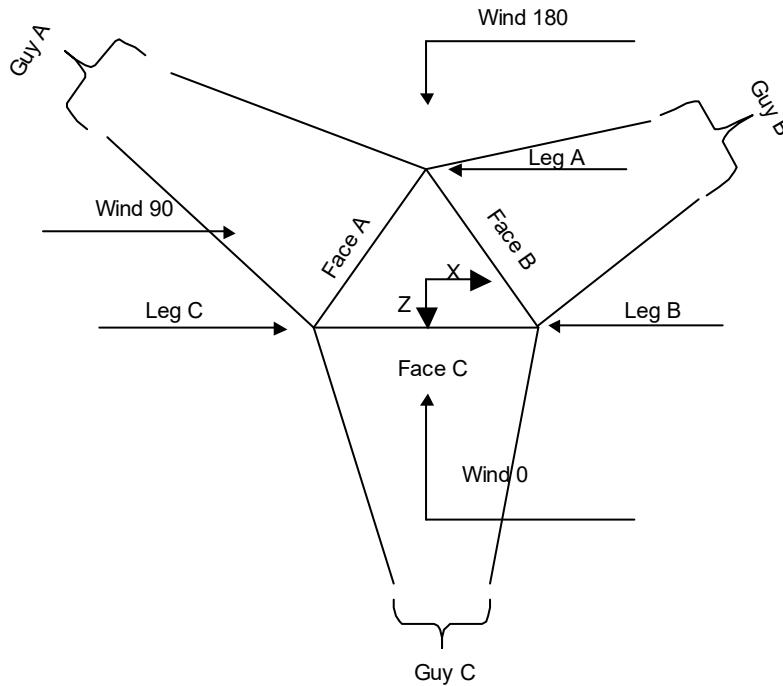 Wind 180
Guy A
Guy B
Leg A
Wind 90
Face A
Face B
X
Z
Leg C
Leg B
Face C
Wind 0
Guy C